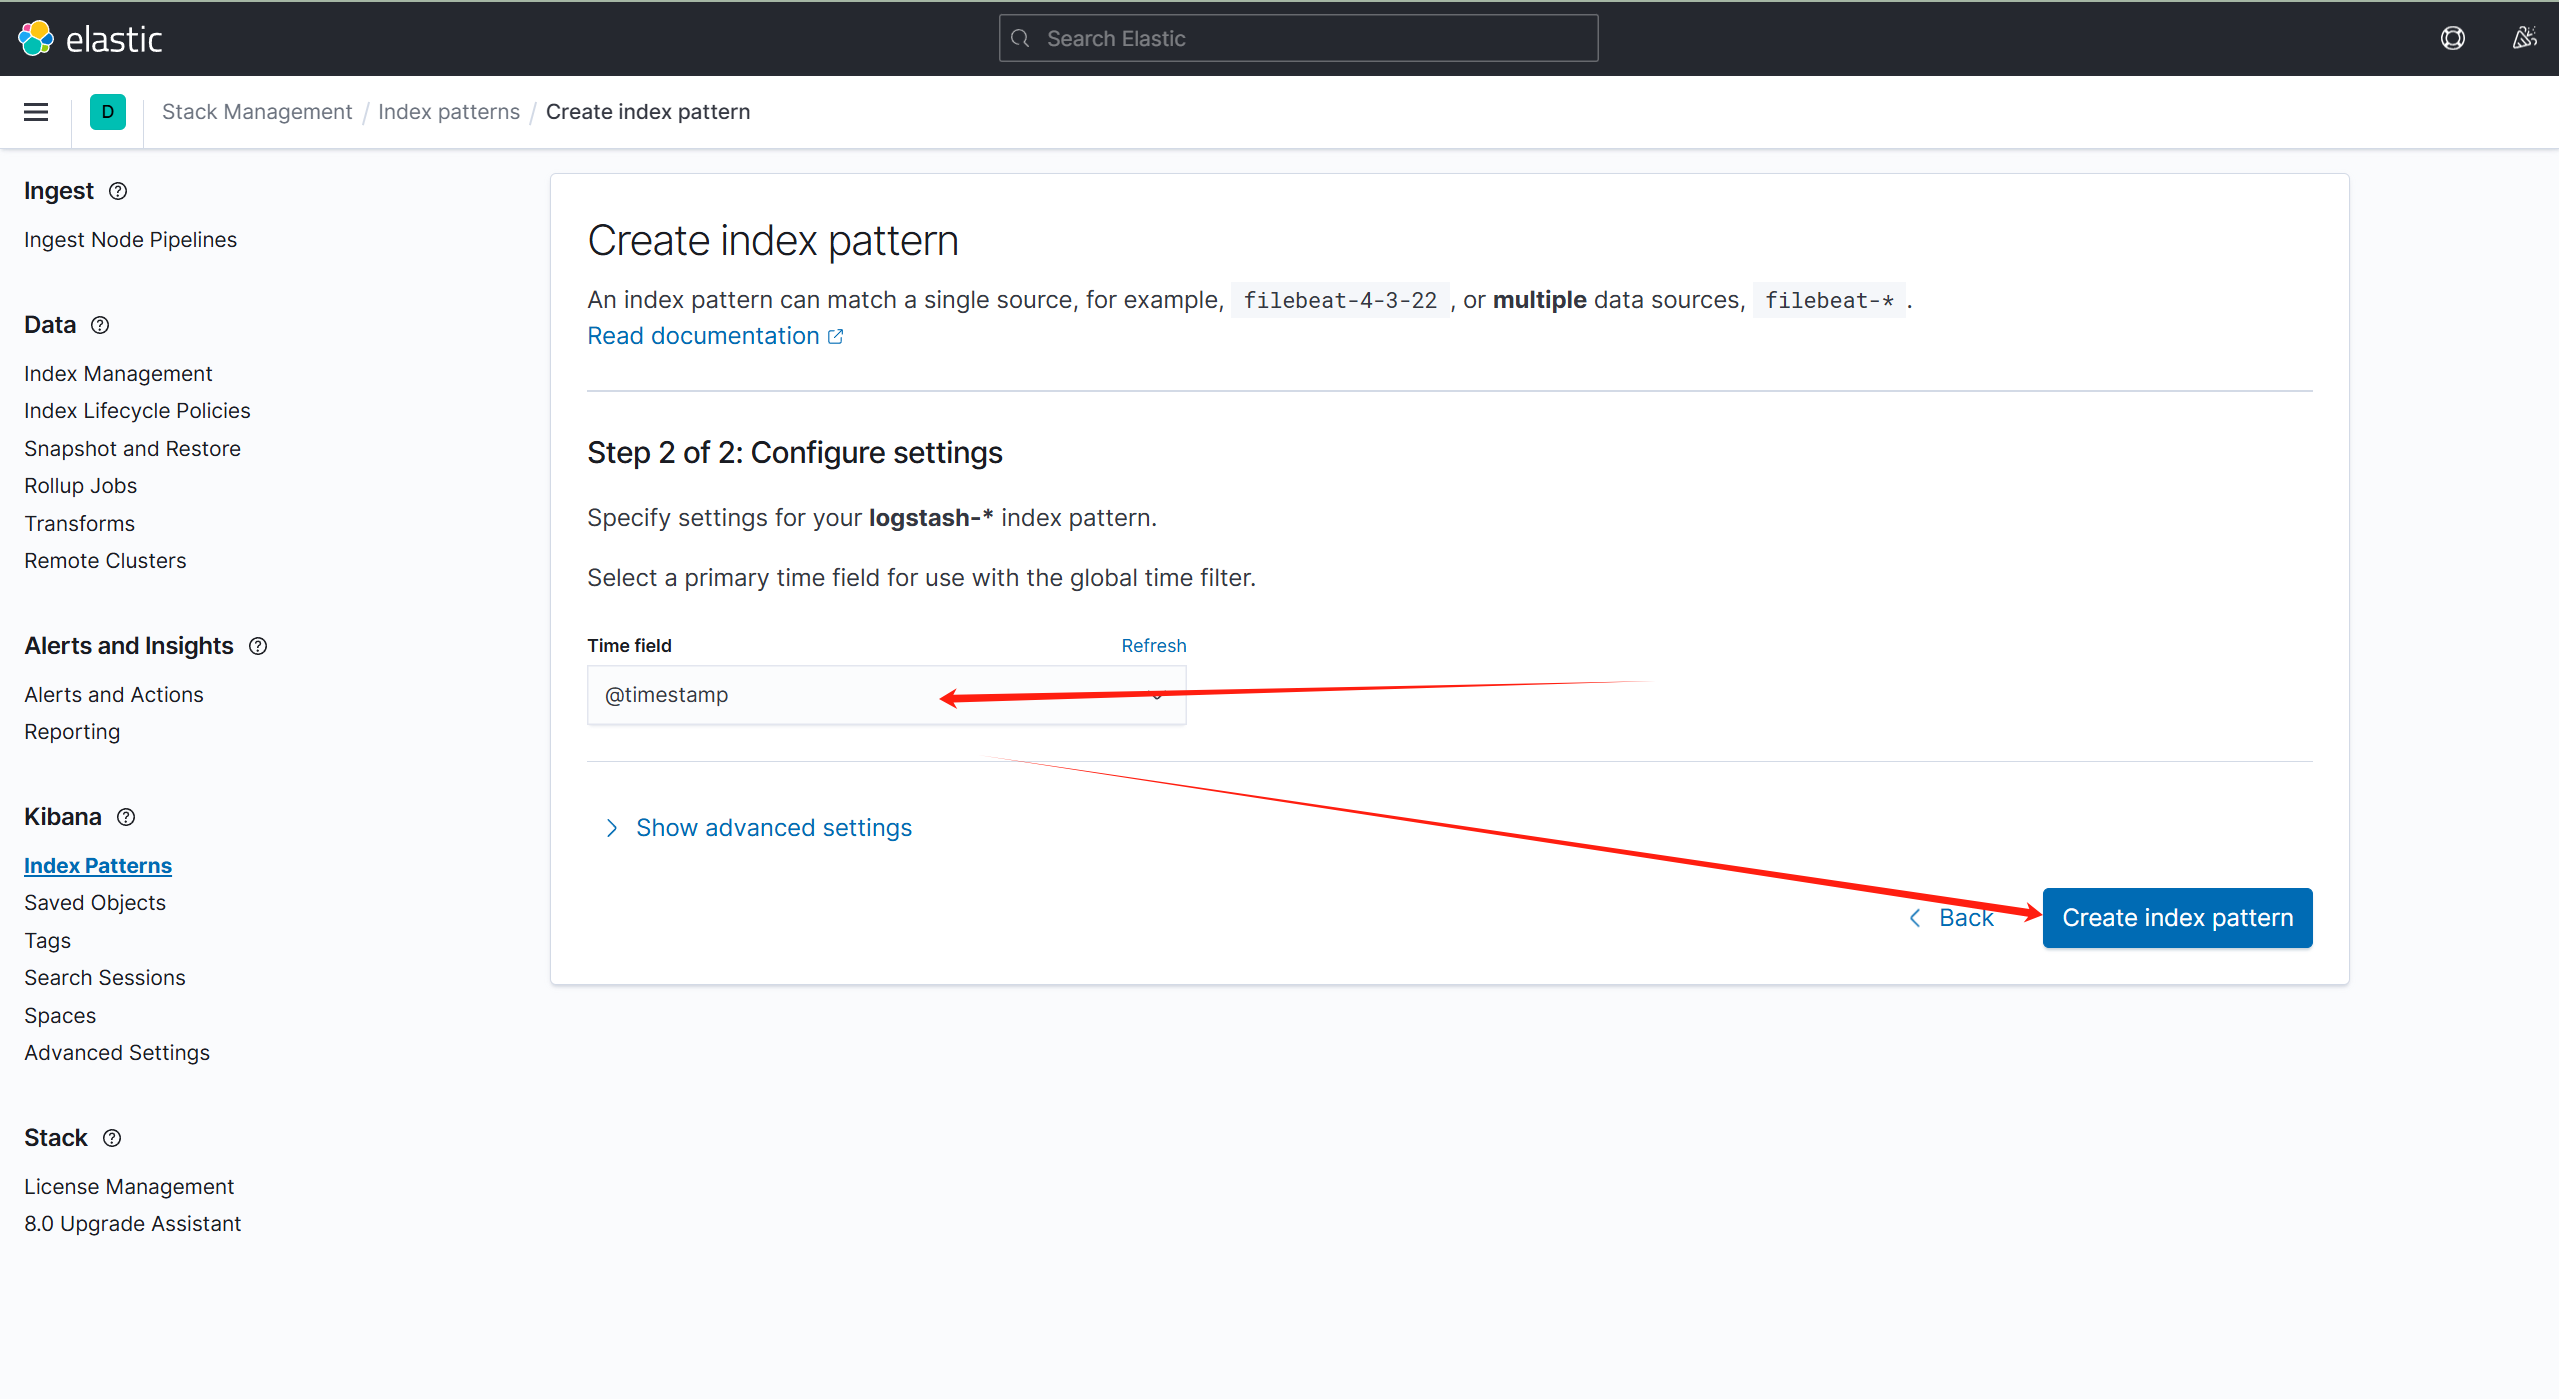 elastic
Search Elastic
D
Stack Management / Index patterns / Create index pattern
Ingest
Ingest Node Pipelines
Data
Index Management
Index Lifecycle Policies
Snapshot and Restore
Rollup Jobs
Transforms
Remote Clusters
Alerts and Insights
Alerts and Actions
Reporting
Kibana
Index Patterns
Saved Objects
Tags
Search Sessions
Spaces
Advanced Settings
Stack
License Management
8.0 Upgrade Assistant
Create index pattern
An index pattern can match a single source, for example, filebeat-4-3-22 , or multiple data sources, filebeat-* .
Read documentation
Step 2 of 2: Configure settings
Specify settings for your logstash-* index pattern.
Select a primary time field for use with the global time filter.
Time field Refresh
@timestamp
Show advanced settings
Back Create index pattern